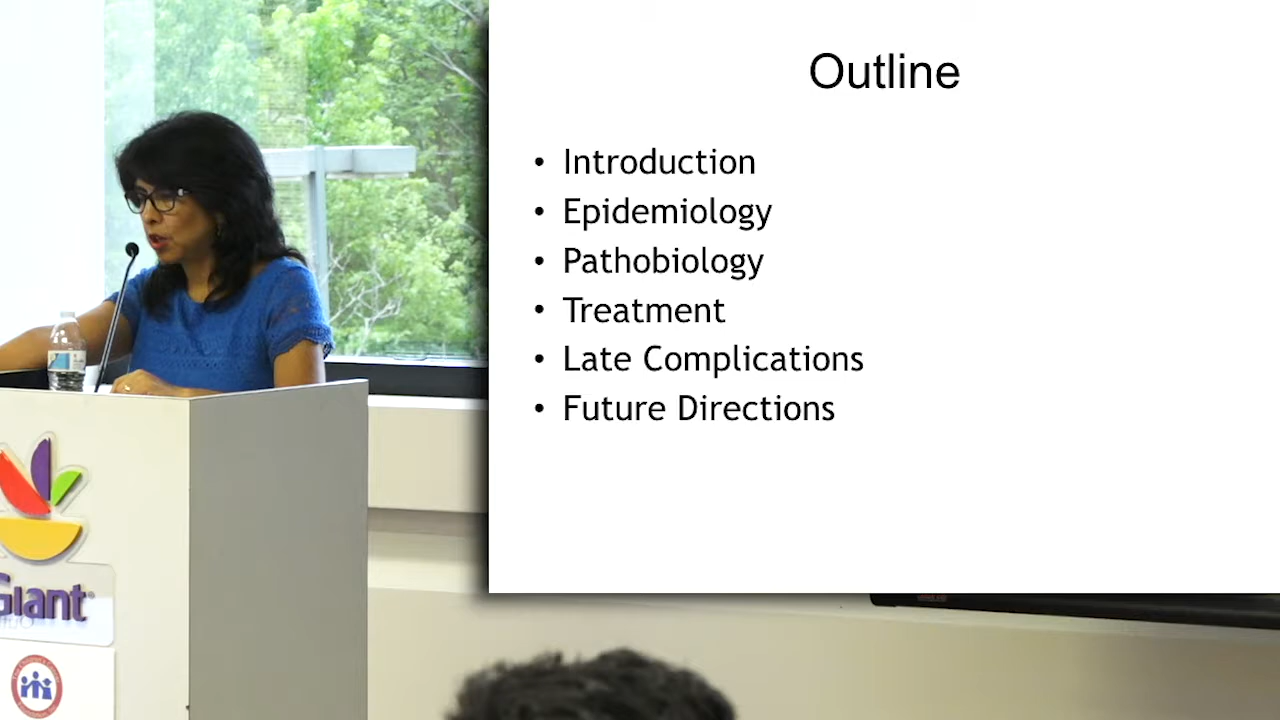 Outline
• Introduction
• Epidemiology
• Pathobiology
• Treatment
• Late Complications
• Future Directions
Giant